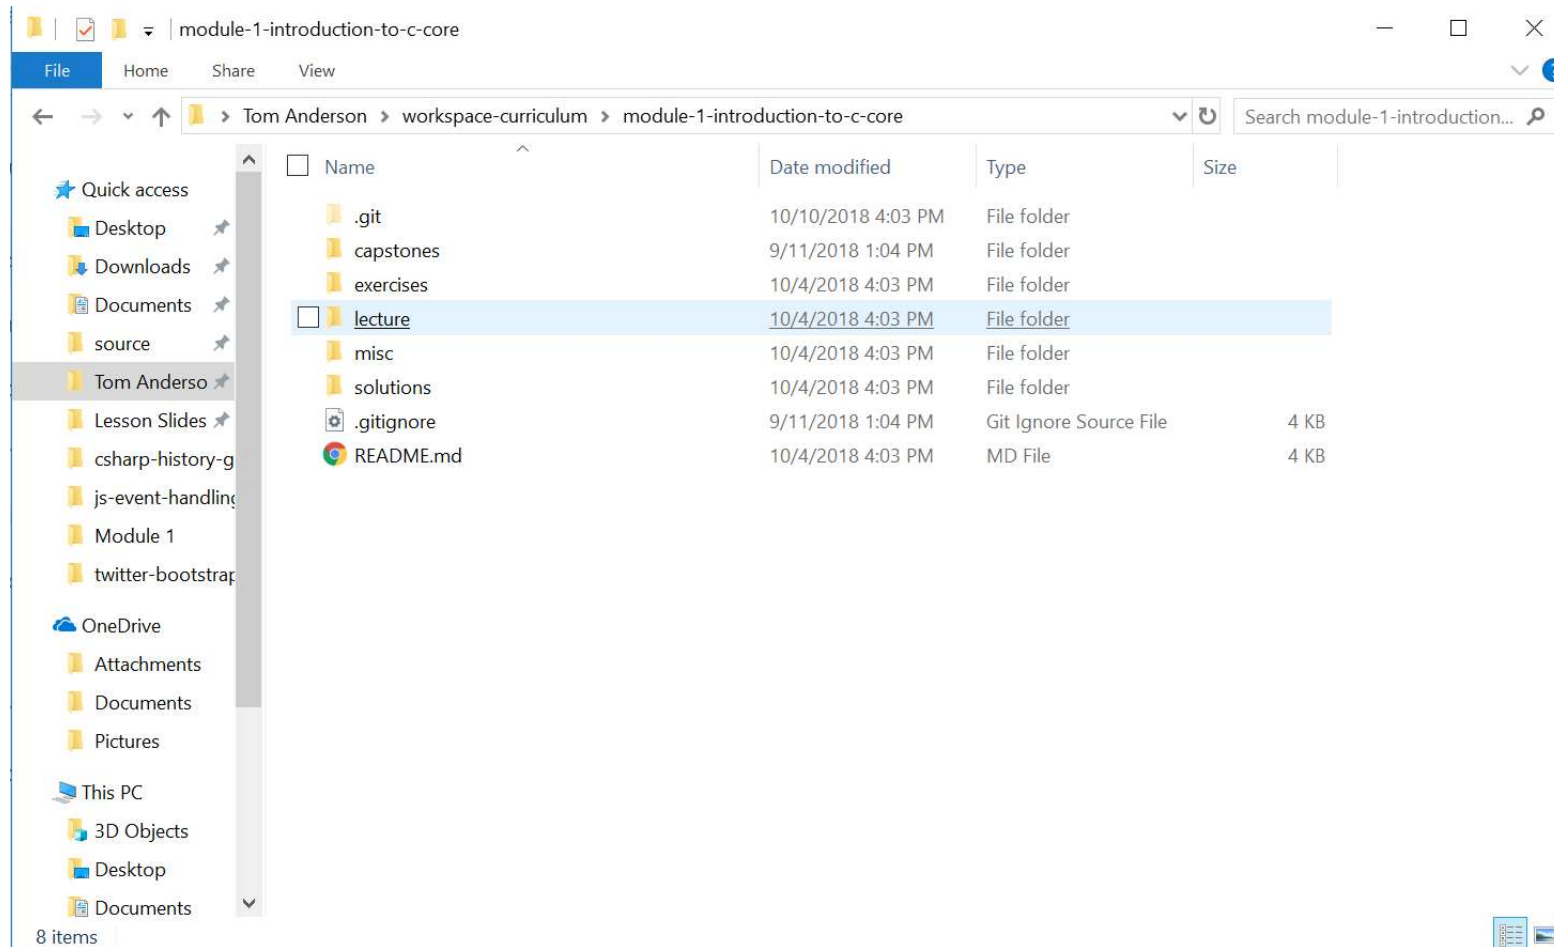 module-1-introduction-to-c-core
File Home Share View
Tom Anderson workspace-curriculum module-1-introduction-to-c-core Search module-1-introduction...
Name Date modified Type Size
Quick access
Desktop
Downloads
Documents
source
Tom Anderso
Lesson Slides
csharp-history-g
js-event-handling
Module 1
twitter-bootstrap
OneDrive
Attachments
Documents
Pictures
This PC
3D Objects
Desktop
Documents
.git 10/10/2018 4:03 PM File folder
capstones 9/11/2018 1:04 PM File folder
exercises 10/4/2018 4:03 PM File folder
lecture 10/4/2018 4:03 PM File folder
misc 10/4/2018 4:03 PM File folder
solutions 10/4/2018 4:03 PM File folder
.gitignore 9/11/2018 1:04 PM Git Ignore Source File 4 KB
README.md 10/4/2018 4:03 PM MD File 4 KB
8 items